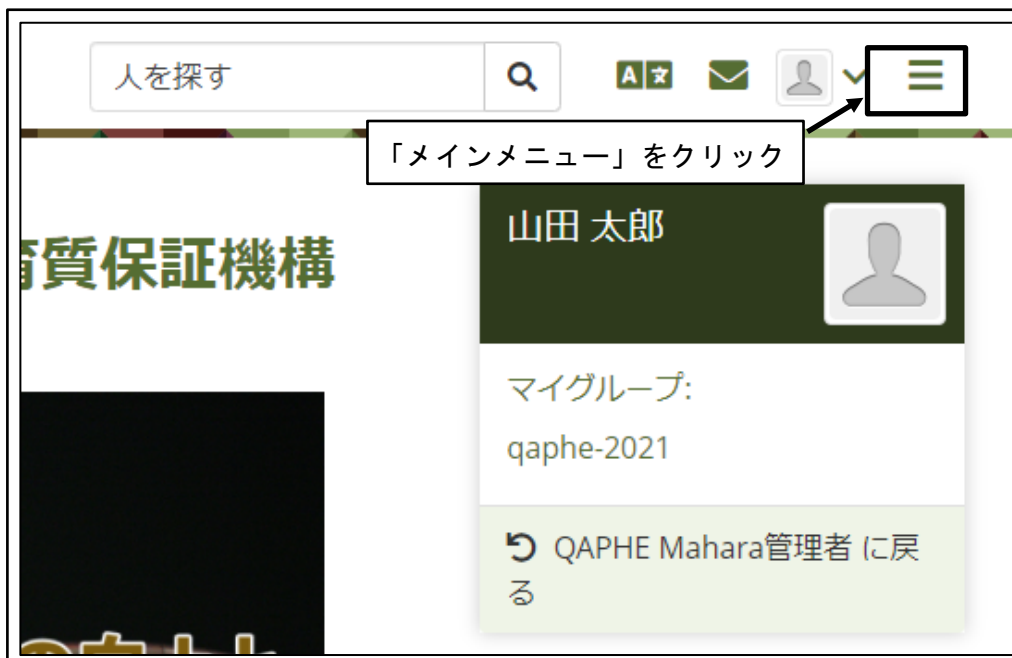 人を探す
「メインメニュー」をクリック
山田 太郎
質保証機構
マイグループ:
qaphe-2021
QAPHE Mahara管理者 に戻
る